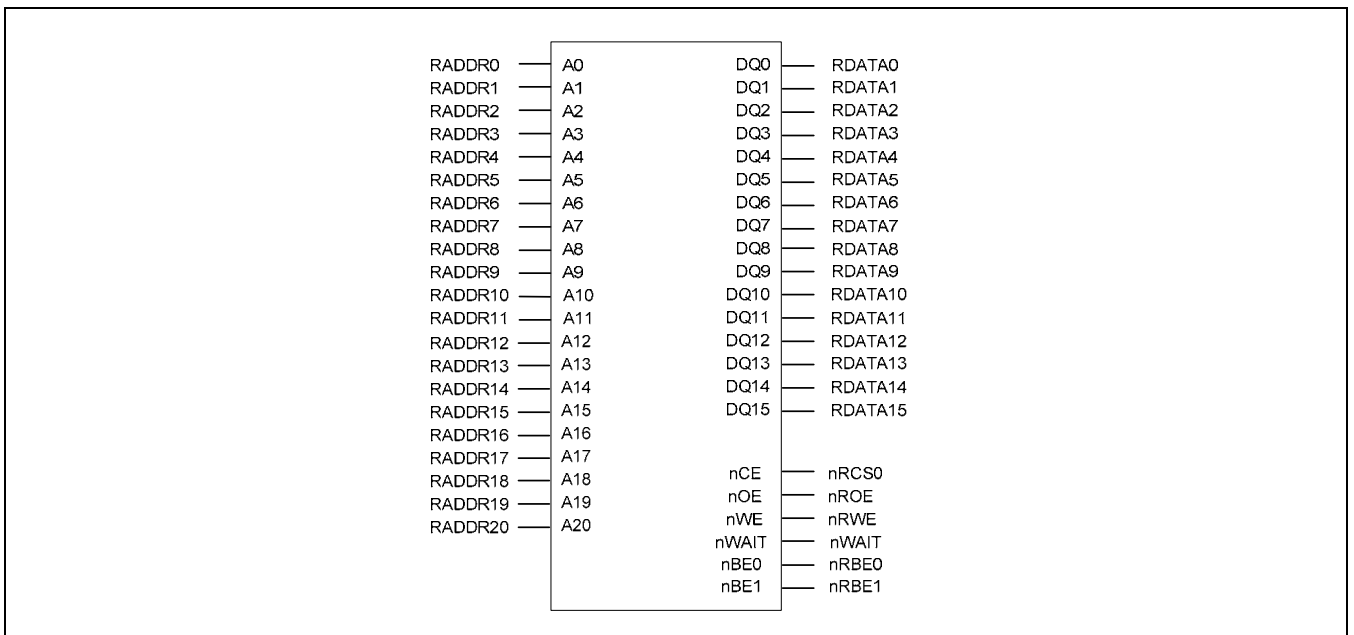 RADDR0 A0 DQ0 RDATA0
RADDR1 A1 DQ1 RDATA1
RADDR2 A2 DQ2 RDATA2
RADDR3 A3 DQ3 RDATA3
RADDR4 A4 DQ4 RDATA4
RADDR5 A5 DQ5 RDATA5
RADDR6 A6 DQ6 RDATA6
RADDR7 A7 DQ7 RDATA7
RADDR8 A8 DQ8 RDATA8
RADDR9 A9 DQ9 RDATA9
RADDR10 A10 DQ10 RDATA10
RADDR11 A11 DQ11 RDATA11
RADDR12 A12 DQ12 RDATA12
RADDR13 A13 DQ13 RDATA13
RADDR14 A14 DQ14 RDATA14
RADDR15 A15 DQ15 RDATA15
RADDR16 A16
RADDR17 A17
RADDR18 A18 nCE nRCS0
RADDR19 A19 nOE nROE
RADDR20 A20 nWE nRWE
nWAIT nWAIT
nBE0 nRBE0
nBE1 nRBE1